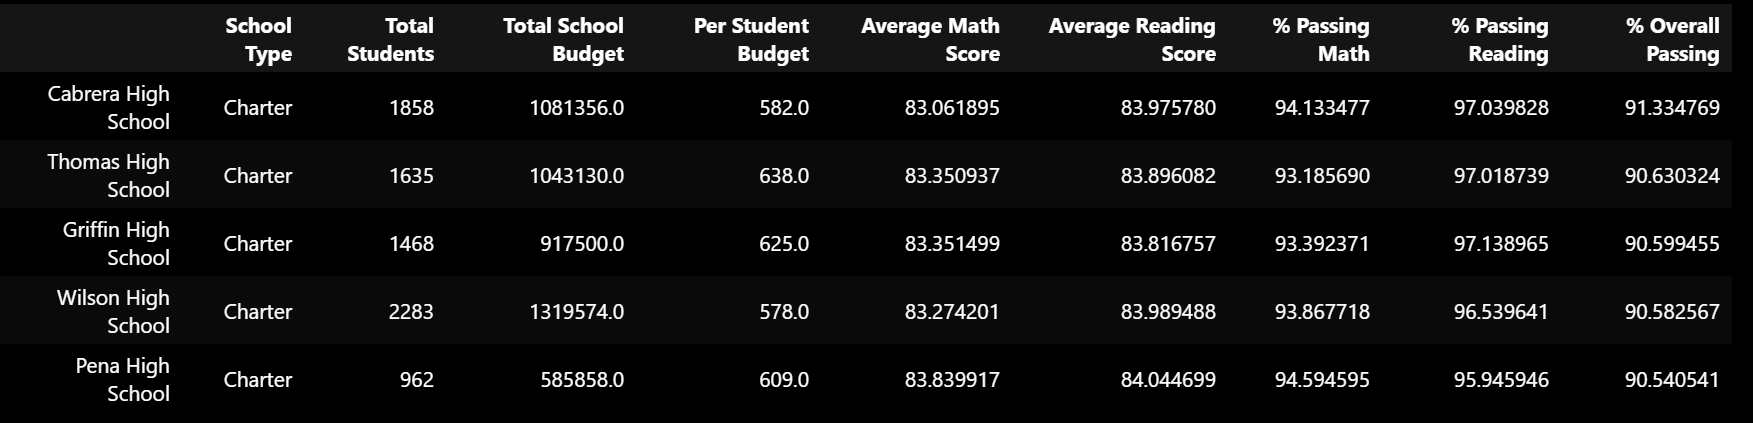 School Type Total Students Total School Budget Per Student Budget Average Math Score Average Reading Score % Passing Math % Passing Reading % Overall Passing
Cabrera High School Charter 1858 1081356.0 582.0 83.061895 83.975780 94.133477 97.039828 91.334769
Thomas High School Charter 1635 1043130.0 638.0 83.350937 83.896082 93.185690 97.018739 90.630324
Griffin High School Charter 1468 917500.0 625.0 83.351499 83.816757 93.392371 97.138965 90.599455
Wilson High School Charter 2283 1319574.0 578.0 83.274201 83.989488 93.867718 96.539641 90.582567
Pena High School Charter 962 585858.0 609.0 83.839917 84.044699 94.594595 95.945946 90.540541